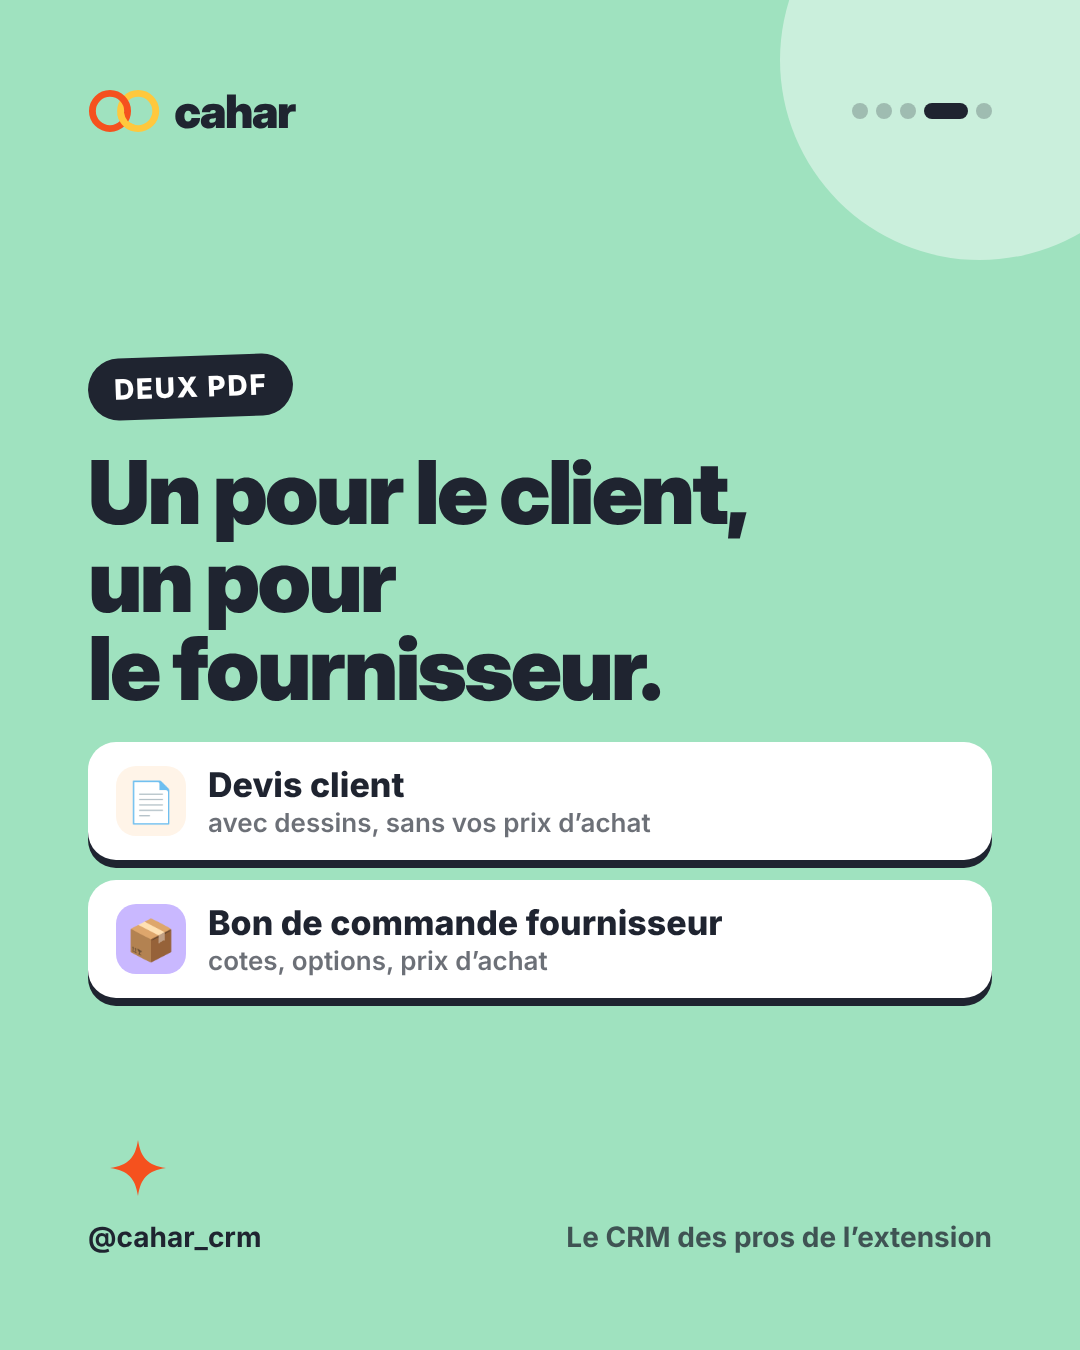 cahar
DEUX PDF
Un pour le client,
un pour
le fournisseur.
Devis client
avec dessins, sans vos prix d’achat
Bon de commande fournisseur
cotes, options, prix d’achat
@cahar_crm
Le CRM des pros de l’extension